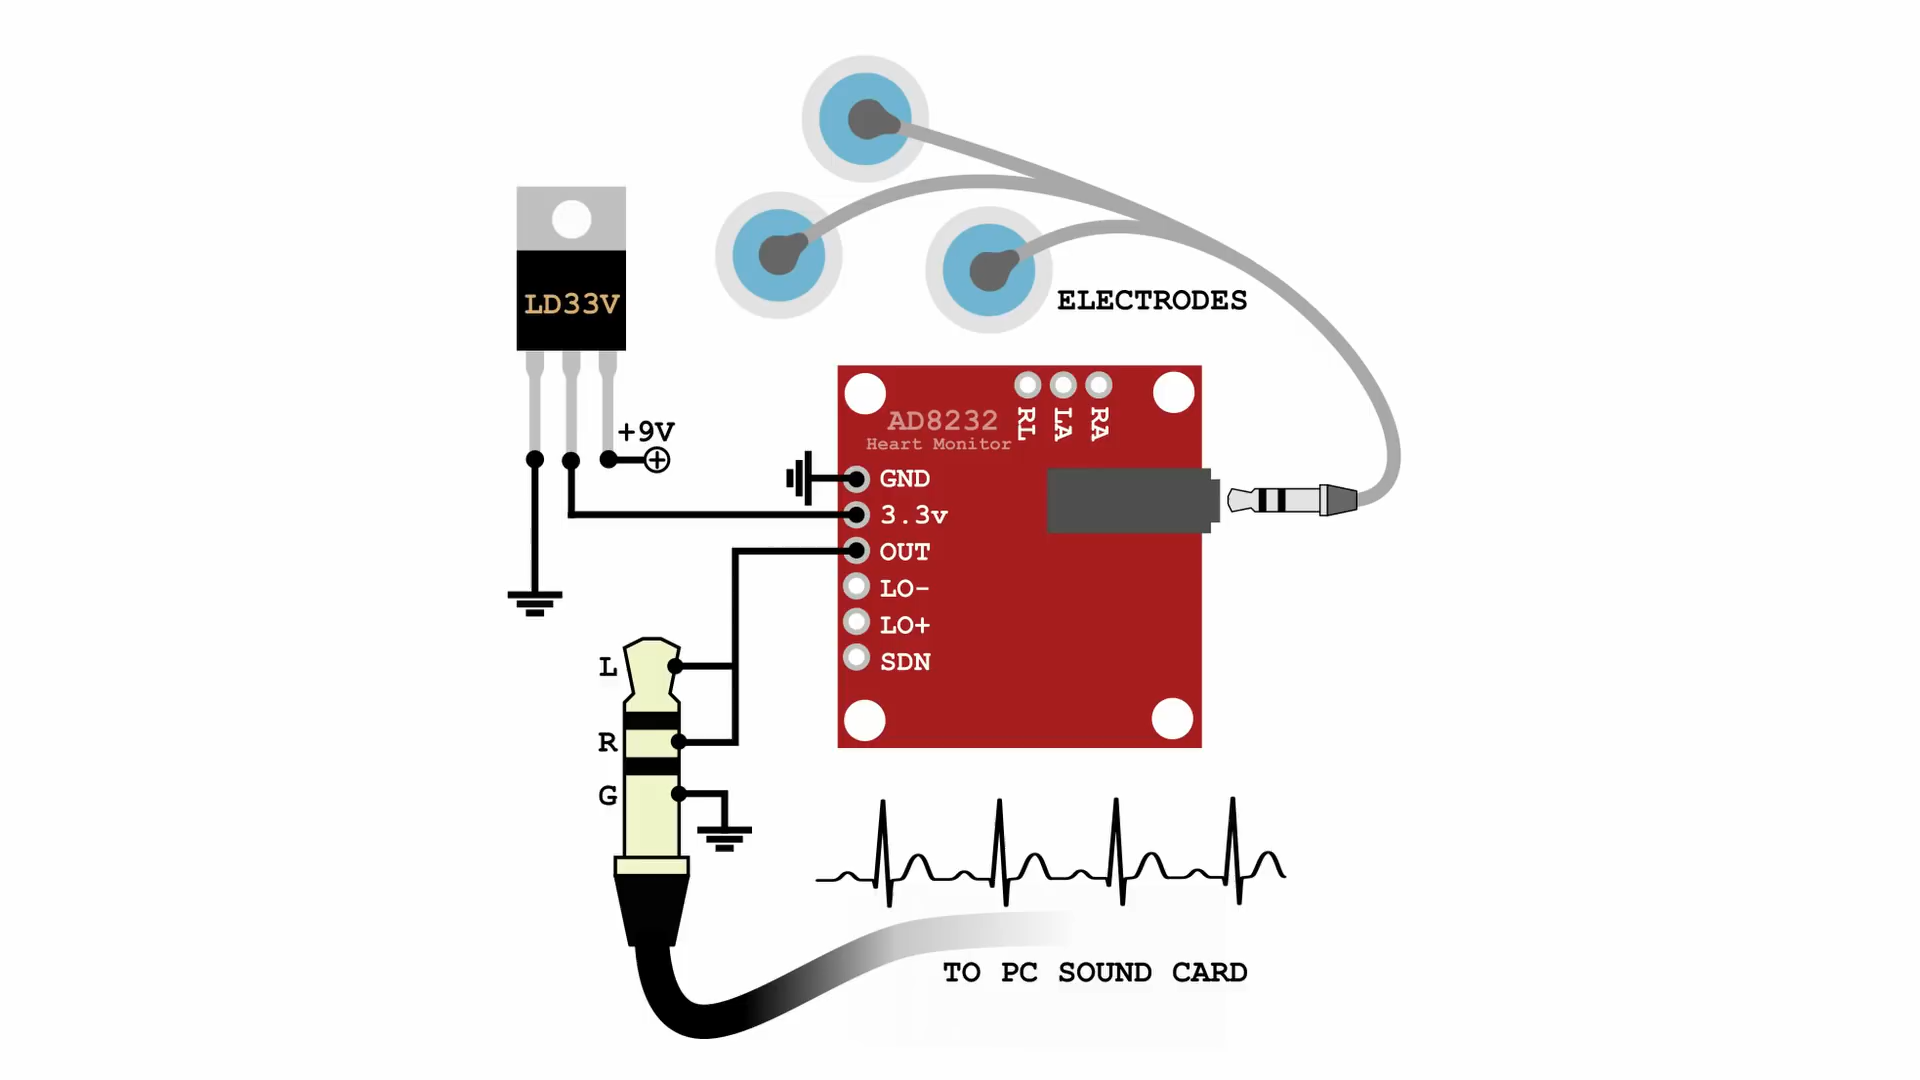 ELECTRODES
LD33V
+9V
RL
LA
RA
AD8232
Heart Monitor
GND
3.3v
OUT
LO-
LO+
SDN
L
R
G
TO PC SOUND CARD